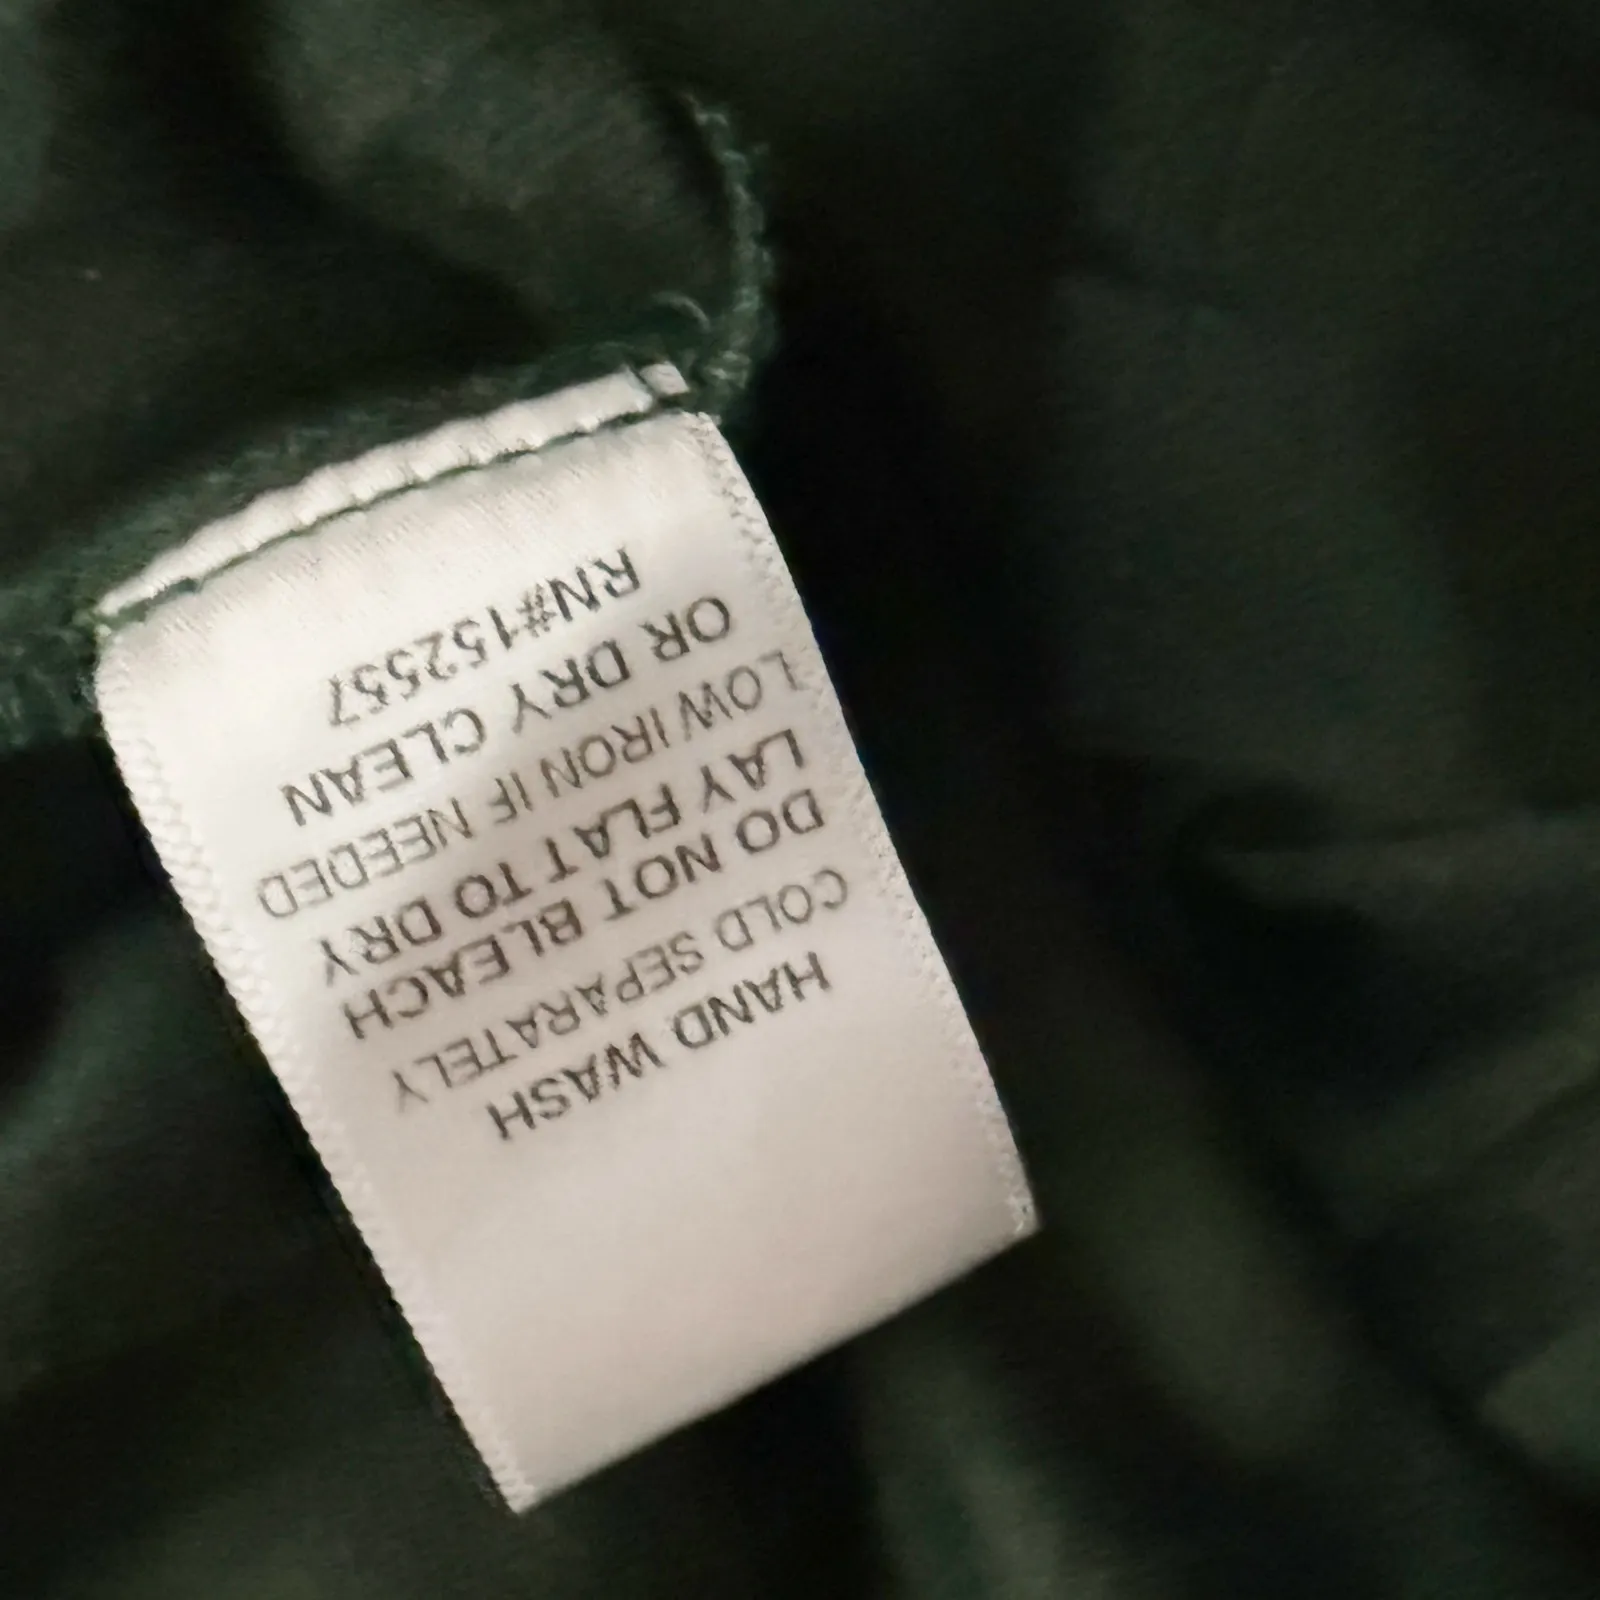 HAND WASH
COLD SEPARATELY
DO NOT BLEACH
LAY FLAT TO DRY
LOW IRON IF NEEDED
OR DRY CLEAN
RN#152557